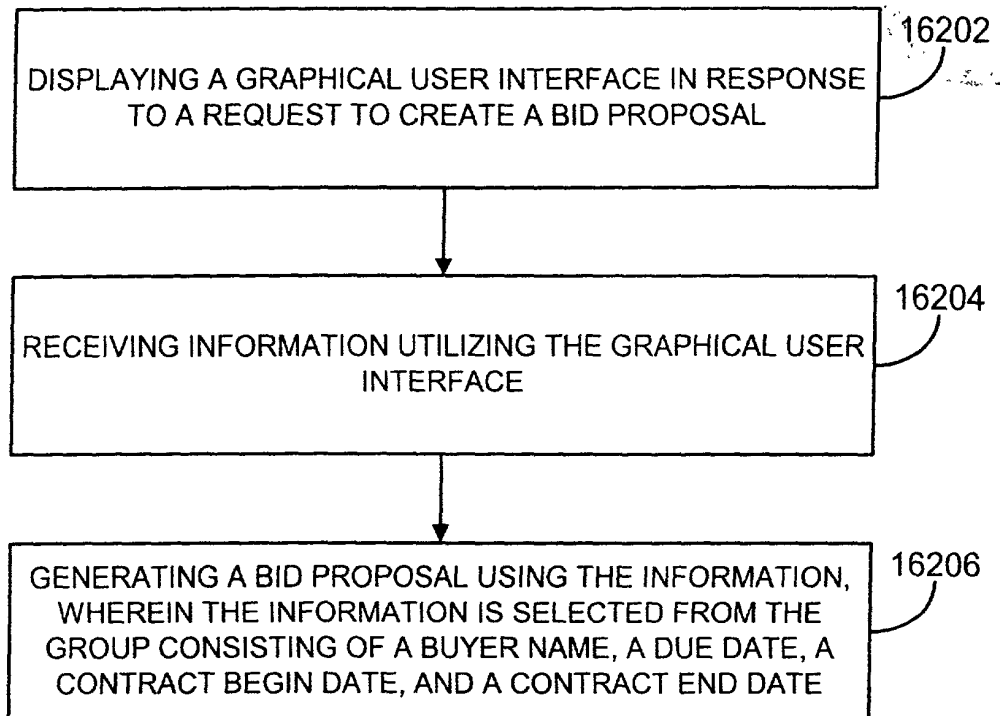 16202
DISPLAYING A GRAPHICAL USER INTERFACE IN RESPONSE
TO A REQUEST TO CREATE A BID PROPOSAL
16204
RECEIVING INFORMATION UTILIZING THE GRAPHICAL USER
INTERFACE
16206
GENERATING A BID PROPOSAL USING THE INFORMATION,
WHEREIN THE INFORMATION IS SELECTED FROM THE
GROUP CONSISTING OF A BUYER NAME, A DUE DATE, A
CONTRACT BEGIN DATE, AND A CONTRACT END DATE